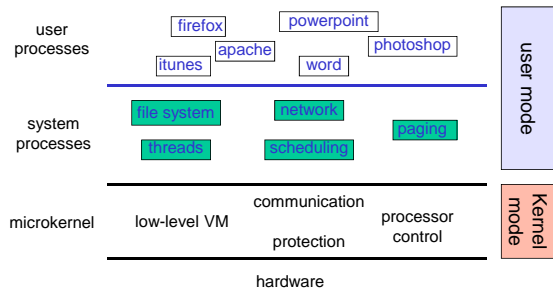 user
processes
firefox
powerpoint
apache
photoshop
itunes
word
user mode
system
processes
file system
network
paging
threads
scheduling
microkernel
low-level VM
communication
protection
processor
control
Kernel
mode
hardware